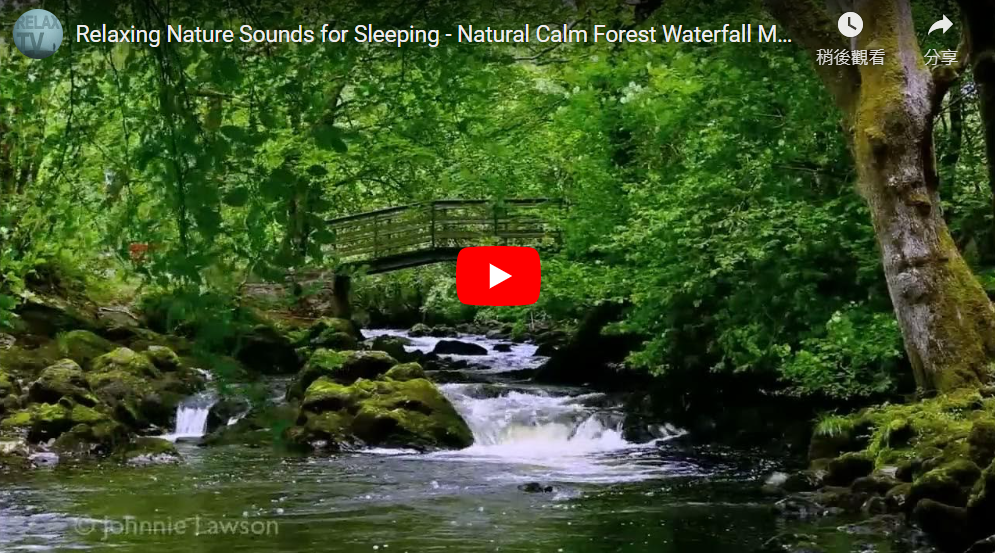 RELAX
TV
Relaxing Nature Sounds for Sleeping - Natural Calm Forest Waterfall M...
稍後觀看
分享
© Johnnie Lawson